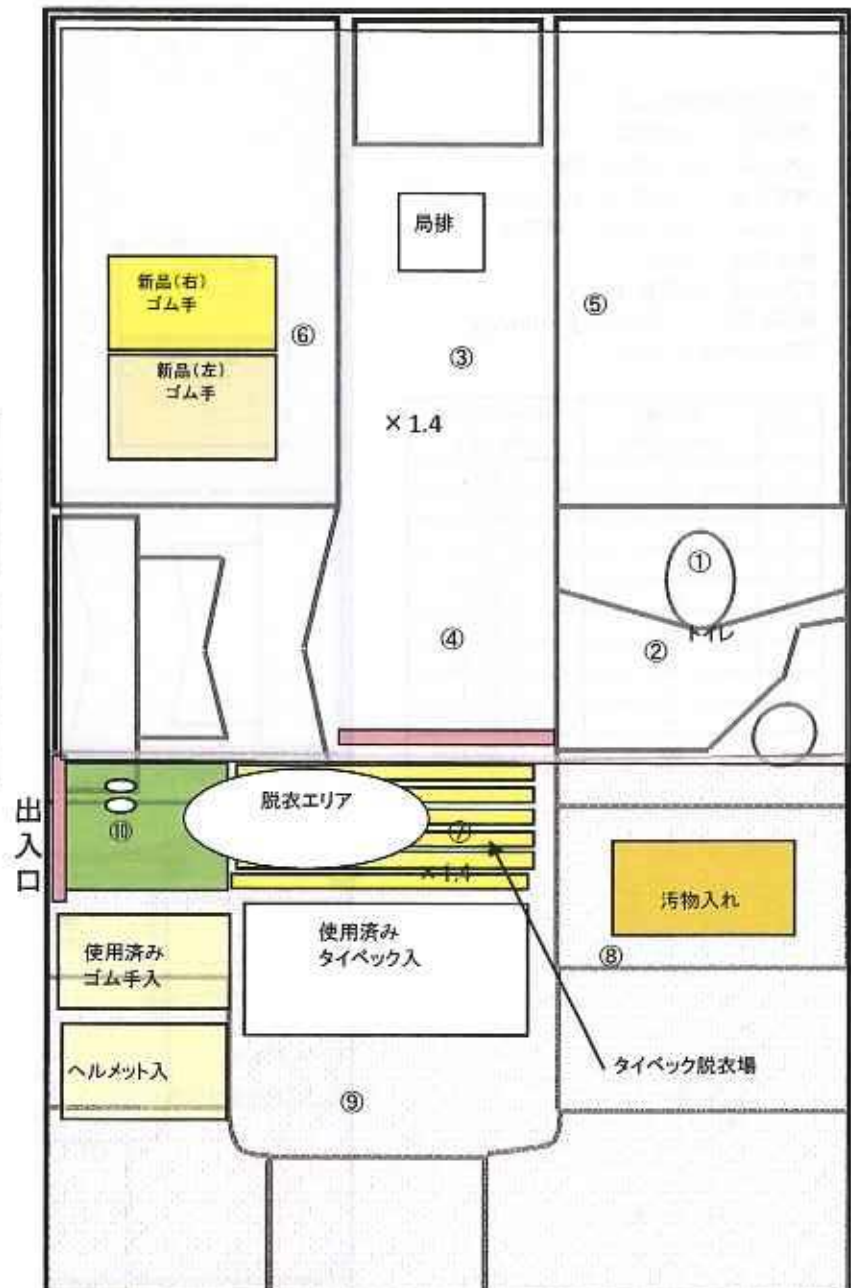 局排
新品(右)
ゴム手
⑥
⑤
③
新品(左)
ゴム手
×1.4
①
④
②
トイレ
出入口
脱衣エリア
⑩
⑦
×1.4
汚物入れ
使用済み
ゴム手入
使用済み
タイベック入
⑧
ヘルメット入
タイベック脱衣場
⑨